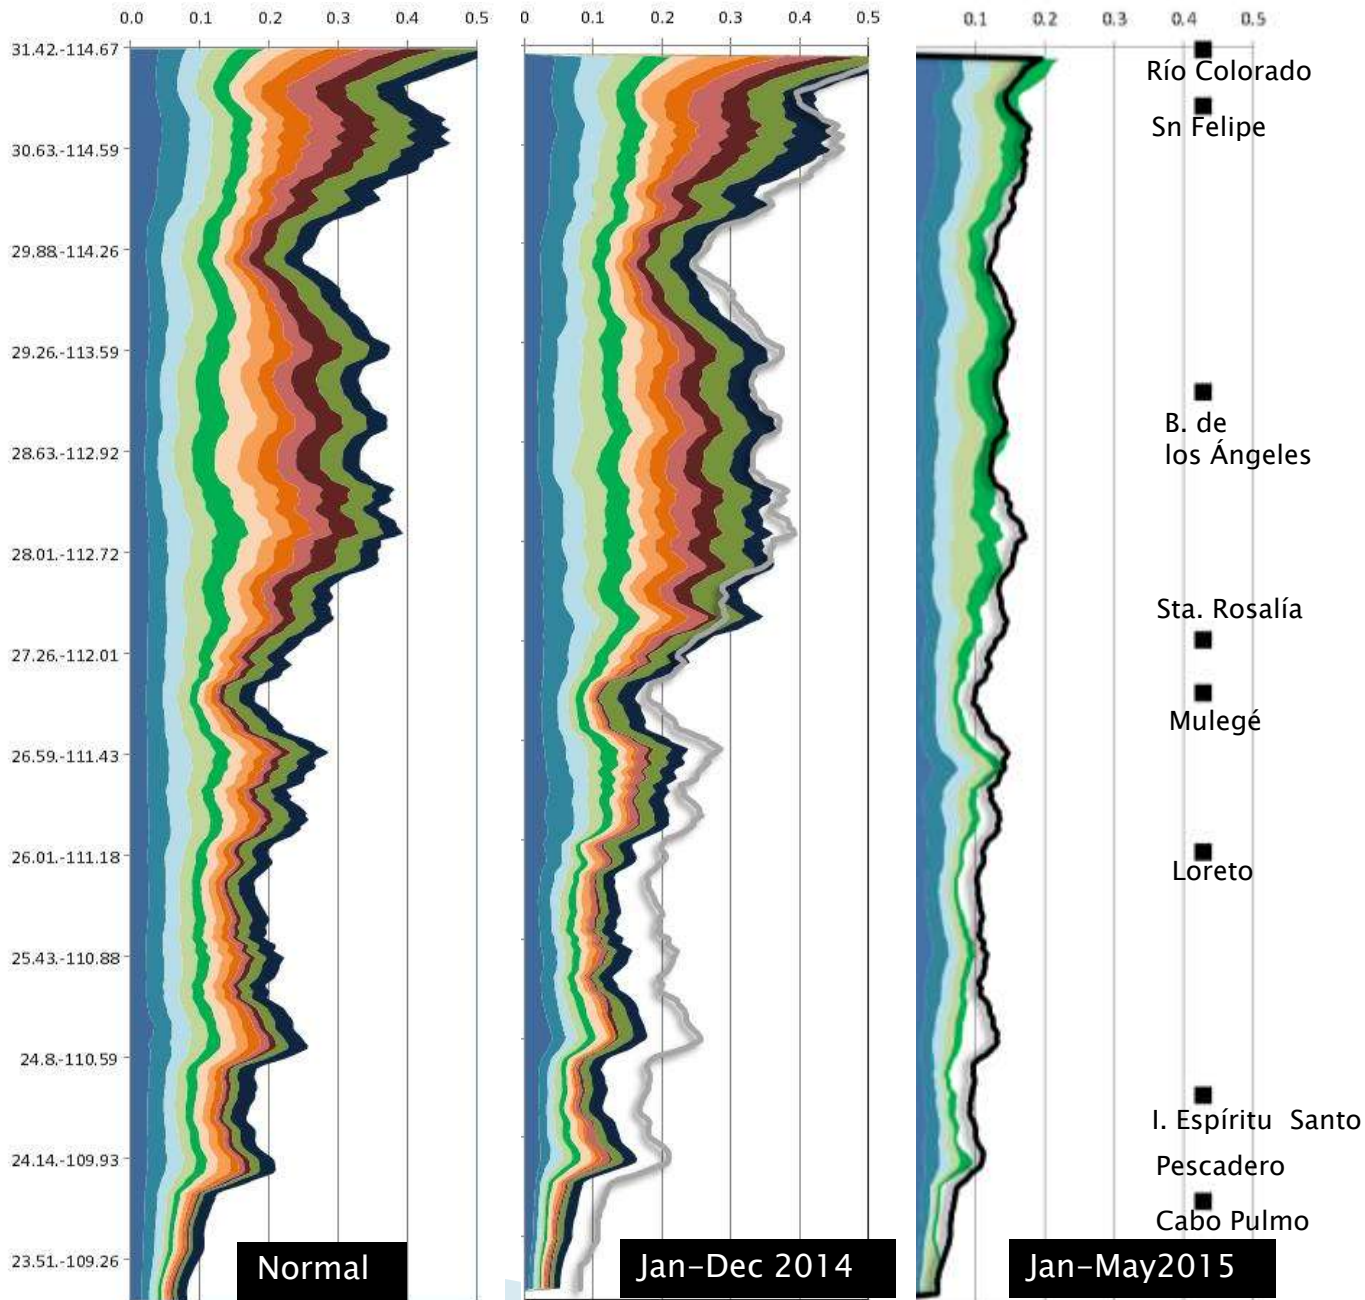 0.0 0.1 0.2 0.3 0.4 0.5
0 0.1 0.2 0.3 0.4 0.5
0.1 0.2 0.3 0.4 0.5
31.42.-114.67
30.63.-114.59
29.88.-114.26
29.26.-113.59
28.63.-112.92
28.01.-112.72
27.26.-112.01
26.59.-111.43
26.01.-111.18
25.43.-110.88
24.8.-110.59
24.14.-109.93
23.51.-109.26
Normal
Jan-Dec 2014
Jan-May2015
Río Colorado
Sn Felipe
B. de
los Ángeles
Sta. Rosalía
Mulegé
Loreto
I. Espíritu Santo
Pescadero
Cabo Pulmo